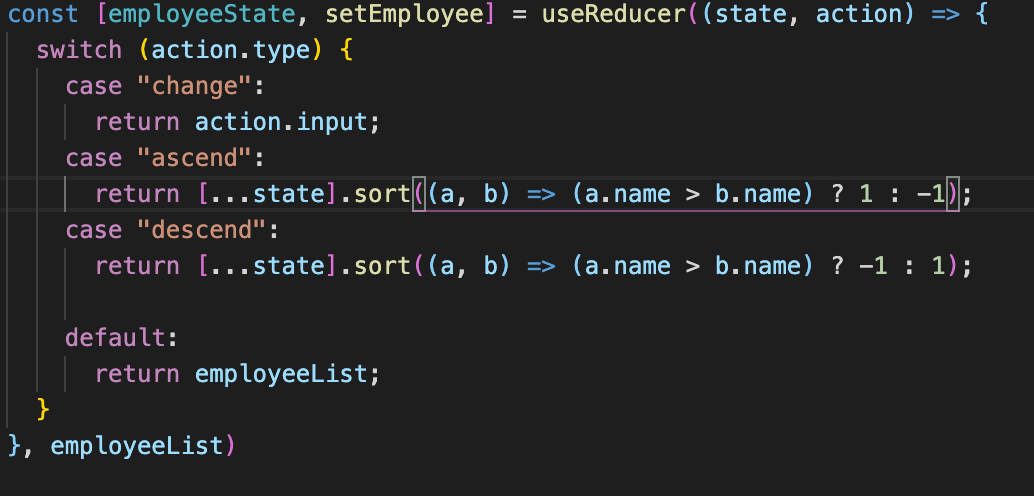 const [employeeState, setEmployee] = useReducer((state, action) => {
switch (action.type) {
case "change":
return action.input;
case "ascend":
return [...state].sort((a, b) => (a.name > b.name) ? 1 : -1);
case "descend":
return [...state].sort((a, b) => (a.name > b.name) ? -1 : 1);
default:
return employeeList;
}
}, employeeList)